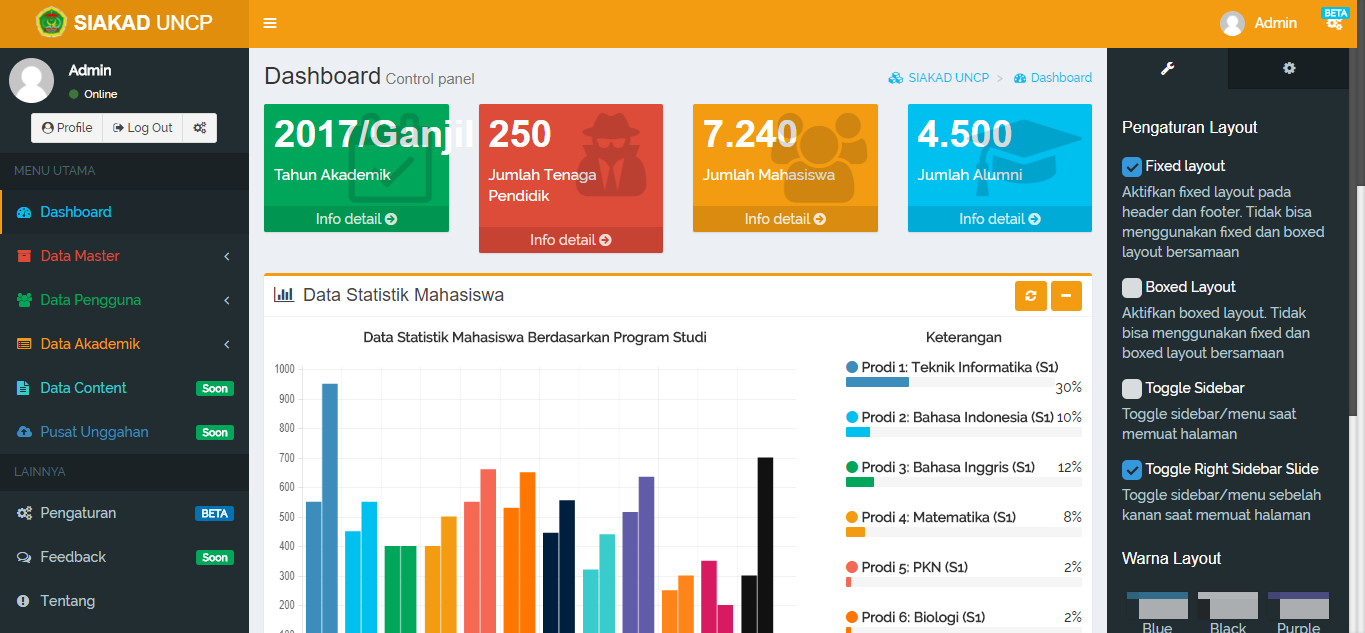 SIAKAD UNCP
Admin
BETA
Admin
Online
Profile
Log Out
MENU UTAMA
Dashboard
Data Master
Data Pengguna
Data Akademik
Data Content
Soon
Pusat Unggahan
Soon
LAINNYA
Pengaturan
BETA
Feedback
Soon
Tentang
Dashboard Control panel
SIAKAD UNCP > Dashboard
2017/Ganjil
Tahun Akademik
Info detail
250
Jumlah Tenaga
Pendidik
Info detail
7.240
Jumlah Mahasiswa
Info detail
4.500
Jumlah Alumni
Info detail
Data Statistik Mahasiswa
Data Statistik Mahasiswa Berdasarkan Program Studi
1000
900
800
700
600
500
400
300
200
100
Keterangan
Prodi 1: Teknik Informatika (S1)
30%
Prodi 2: Bahasa Indonesia (S1) 10%
Prodi 3: Bahasa Inggris (S1) 12%
Prodi 4: Matematika (S1) 8%
Prodi 5: PKN (S1) 2%
Prodi 6: Biologi (S1) 2%
Pengaturan Layout
Fixed layout
Aktifkan fixed layout pada
header dan footer. Tidak bisa
menggunakan fixed dan boxed
layout bersamaan
Boxed Layout
Aktifkan boxed layout. Tidak
bisa menggunakan fixed dan
boxed layout bersamaan
Toggle Sidebar
Toggle sidebar/menu saat
memuat halaman
Toggle Right Sidebar Slide
Toggle sidebar/menu sebelah
kanan saat memuat halaman
Warna Layout
Blue
Black
Purple